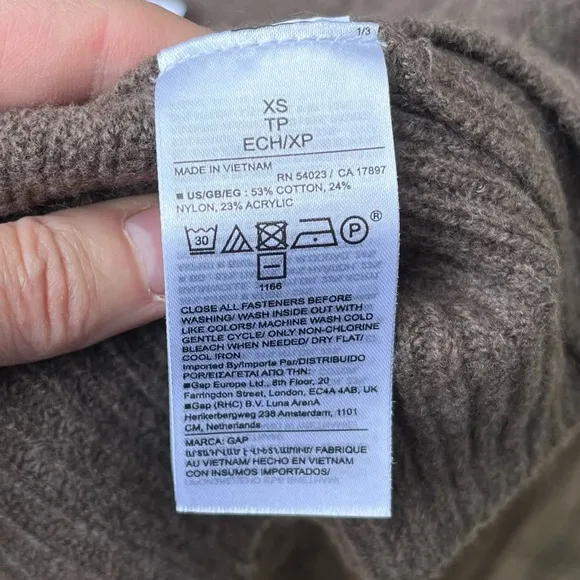 1/3
XS
TP
ECH/XP
MADE IN VIETNAM
RN 54023 / CA 17897
■ US/GB/EG : 53% COTTON, 24%
NYLON, 23% ACRYLIC
30 P ®
1166
CLOSE ALL FASTENERS BEFORE
WASHING/ WASH INSIDE OUT WITH
LIKE COLORS/ MACHINE WASH COLD
GENTLE CYCLE/ ONLY NON-CHLORINE
BLEACH WHEN NEEDED/ DRY FLAT/
COOL IRON
Imported By/Importe Par/DISTRIBUIDO
POR/ΕΙΣΑΓΕΤΑΙ ΑΠΟ:
■Gap Europe Ltd., 8th Floor, 20
Farringdon Street, London, EC4A 4AB, UK
■Gap (RHC) B.V. Luna ArenA
Herikerbergweg 238 Amsterdam, 1101
CM, Netherlands
MARCA: GAP
FABRIQUE
AU VIETNAM/ HECHO EN VIETNAM
CON INSUMOS IMPORTADOS/